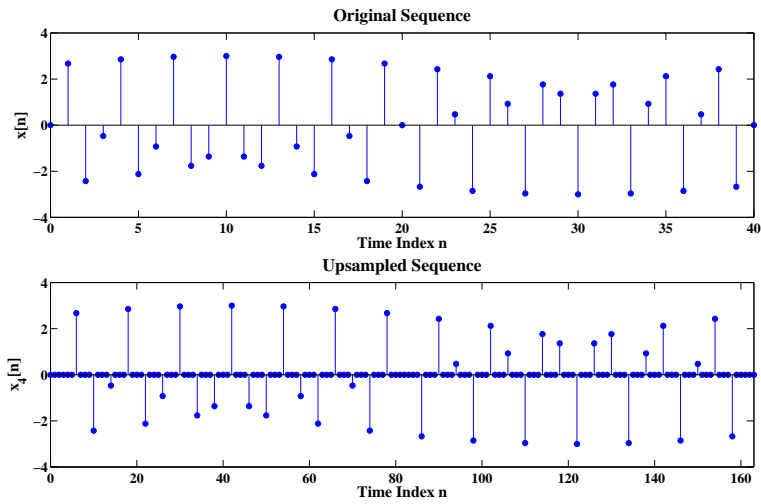 Original Sequence
4
2
0
−2
−4
x[n]
0 5 10 15 20 25 30 35 40
Time Index n
Upsampled Sequence
4
2
0
−2
−4
x4[n]
0 20 40 60 80 100 120 140 160
Time Index n